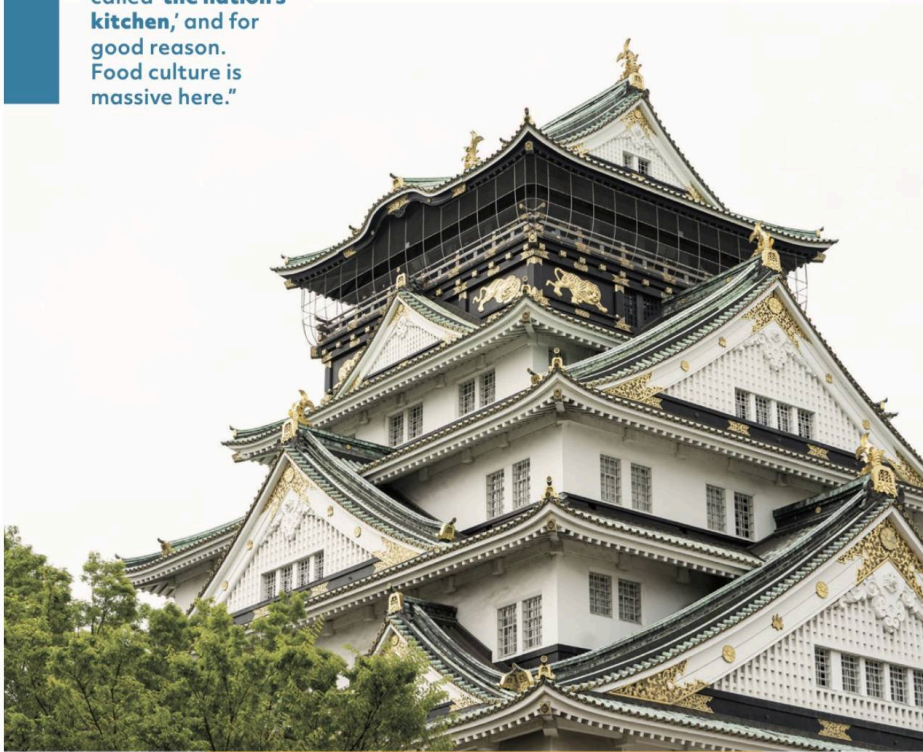 called ‘the nation’s
kitchen,’ and for
good reason.
Food culture is
massive here.”